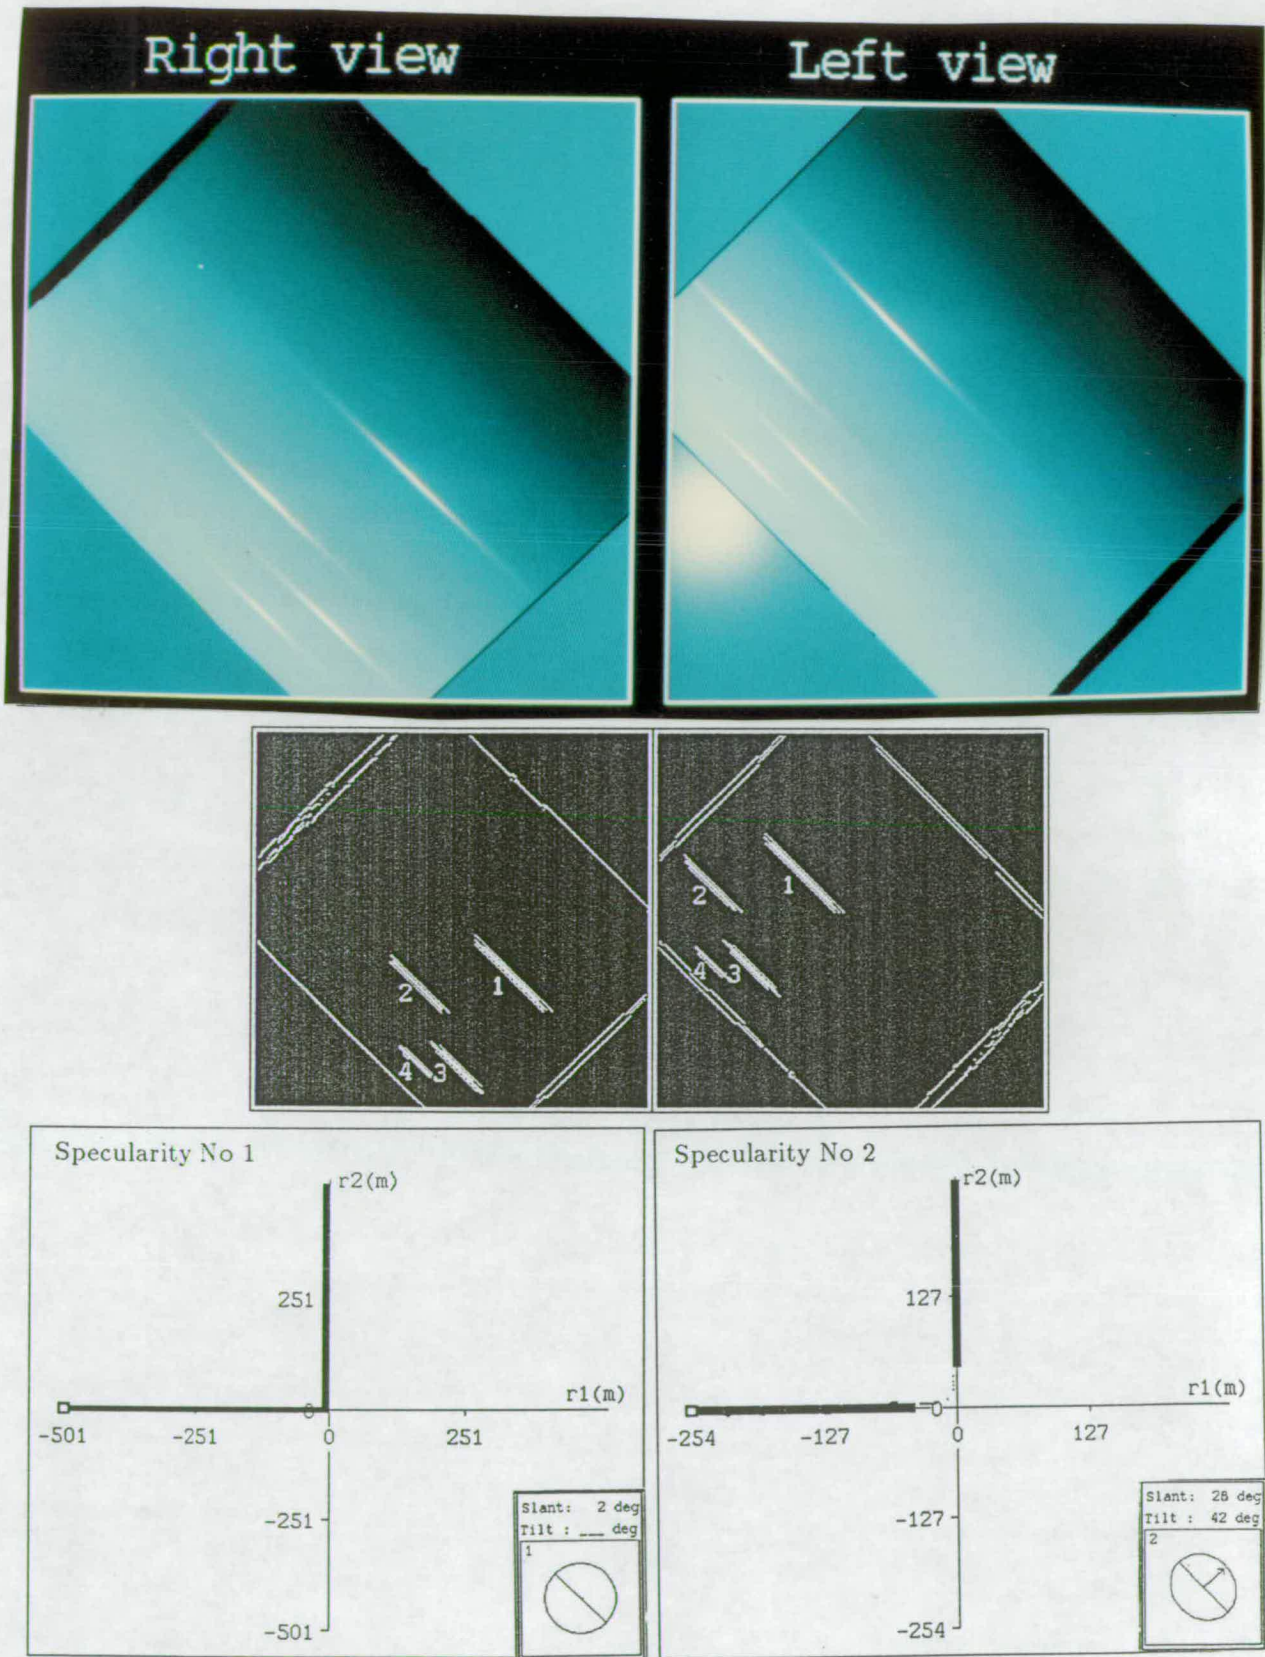 Right view
Left view
1
2
3
4
1
2
3
4
Specularity No 1
r2(m)
251
r1(m)
0
-501
-251
0
251
-251
-501
Slant: 2 deg
Tilt : ___ deg
1
Specularity No 2
r2(m)
127
r1(m)
0
-254
-127
0
127
-127
-254
Slant: 28 deg
Tilt : 42 deg
2